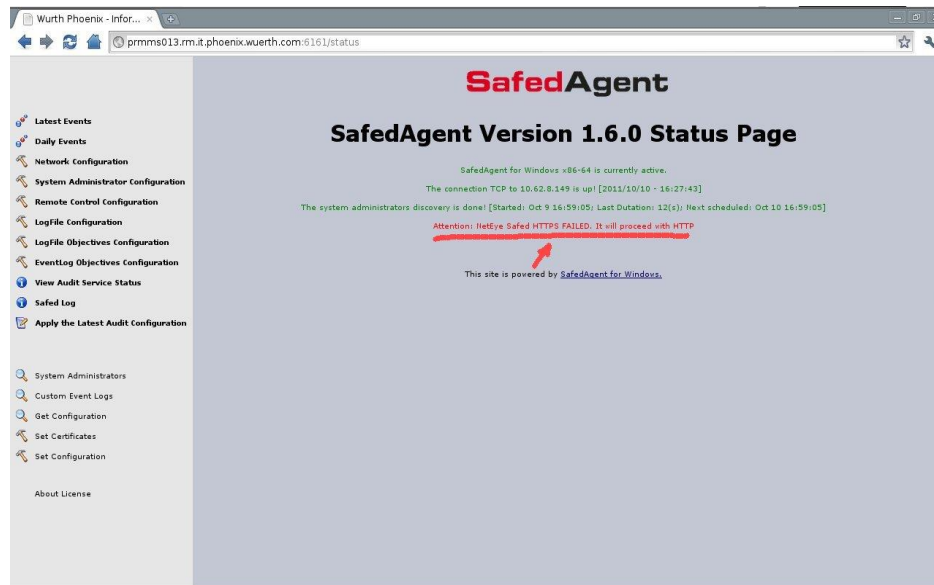 Wurth Phoenix - Infor... ×
prmms013.rm.it.phoenix.wuerth.com:6161/status
SafedAgent
SafedAgent Version 1.6.0 Status Page
SafedAgent for Windows x86-64 is currently active.
The connection TCP to 10.62.8.149 is up! [2011/10/10 - 16:27:43]
The system administrators discovery is done! [Started: Oct 9 16:59:05; Last Dutation: 12(s); Next scheduled: Oct 10 16:59:05]
Attention: NetEye Safed HTTPS FAILED. It will proceed with HTTP
This site is powered by SafedAgent for Windows.
Latest Events
Daily Events
Network Configuration
System Administrator Configuration
Remote Control Configuration
LogFile Configuration
LogFile Objectives Configuration
EventLog Objectives Configuration
View Audit Service Status
Safed Log
Apply the Latest Audit Configuration
System Administrators
Custom Event Logs
Get Configuration
Set Certificates
Set Configuration
About License